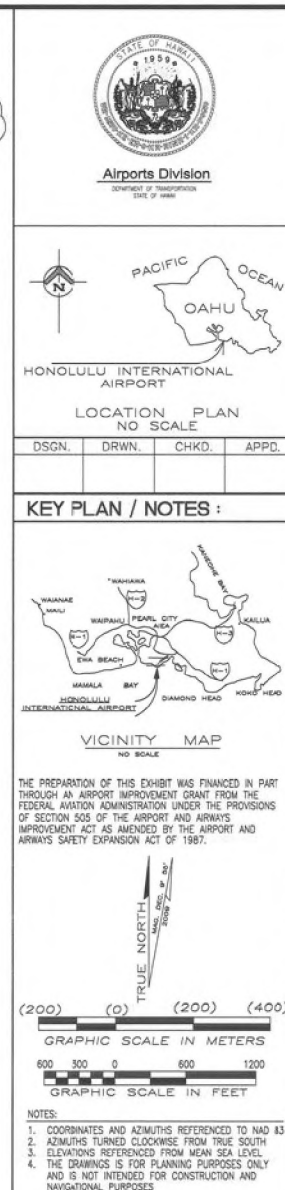 STATE OF HAWAII
1959
Airports Division
DEPARTMENT OF TRANSPORTATION
STATE OF HAWAII
N
PACIFIC OCEAN
OAHU
HONOLULU INTERNATIONAL
AIRPORT
LOCATION PLAN
NO SCALE
DSGN. DRWN. CHKD. APPD.
KEY PLAN / NOTES :
KANEOHE BAY
WAHIAWA
H-2
WAIANAE
MAILI
WAIPAHU
PEARL CITY
AIEA
H-3
KAILUA
H-1
EWA BEACH
H-1
MAMALA BAY
DIAMOND HEAD
KOKO HEAD
HONOLULU
INTERNATIONAL AIRPORT
VICINITY MAP
NO SCALE
THE PREPARATION OF THIS EXHIBIT WAS FINANCED IN PART
THROUGH AN AIRPORT IMPROVEMENT GRANT FROM THE
FEDERAL AVIATION ADMINISTRATION UNDER THE PROVISIONS
OF SECTION 505 OF THE AIRPORT AND AIRWAYS
IMPROVEMENT ACT AS AMENDED BY THE AIRPORT AND
AIRWAYS SAFETY EXPANSION ACT OF 1987.
TRUE NORTH
MAG. DEC. 9° 55'
2009
(200) (0) (200) (400)
GRAPHIC SCALE IN METERS
600 300 0 600 1200
GRAPHIC SCALE IN FEET
NOTES:
1. COORDINATES AND AZIMUTHS REFERENCED TO NAD 83
2. AZIMUTHS TURNED CLOCKWISE FROM TRUE SOUTH
3. ELEVATIONS REFERENCED FROM MEAN SEA LEVEL
4. THE DRAWINGS IS FOR PLANNING PURPOSES ONLY
AND IS NOT INTENDED FOR CONSTRUCTION AND
NAVIGATIONAL PURPOSES